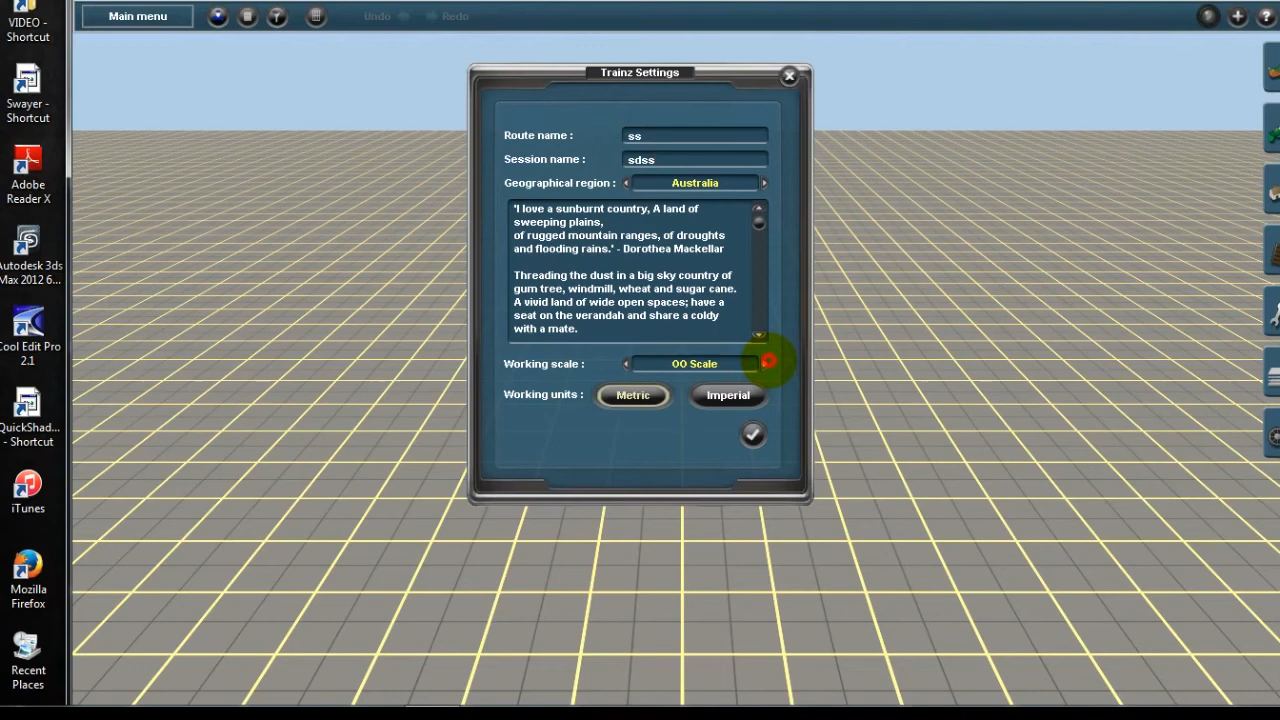 VIDEO -
Shortcut
Swayer -
Shortcut
Adobe
Reader X
Autodesk 3ds
Max 2012 6...
Cool Edit Pro
2.1
QuickShad...
- Shortcut
iTunes
Mozilla
Firefox
Recent
Places
Main menu
Undo
Redo
?
Trainz Settings
Route name :
ss
Session name :
sdss
Geographical region :
Australia
'I love a sunburnt country, A land of
sweeping plains,
of rugged mountain ranges, of droughts
and flooding rains.' - Dorothea Mackellar
Threading the dust in a big sky country of
gum tree, windmill, wheat and sugar cane.
A vivid land of wide open spaces; have a
seat on the verandah and share a coldy
with a mate.
Working scale :
OO Scale
Working units :
Metric
Imperial